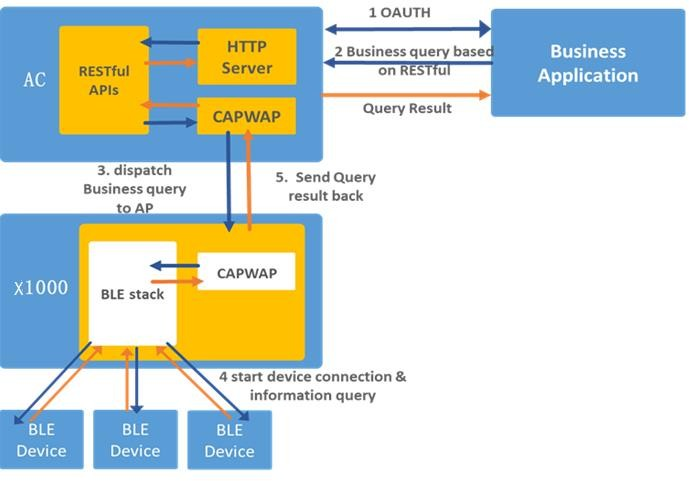 1 OAUTH
2 Business query based
on RESTful
Query Result
Business
Application
AC
RESTful
APIs
HTTP
Server
CAPWAP
3. dispatch
Business query
to AP
5. Send Query
result back
X1000
BLE stack
CAPWAP
4 start device connection &
information query
BLE
Device
BLE
Device
BLE
Device